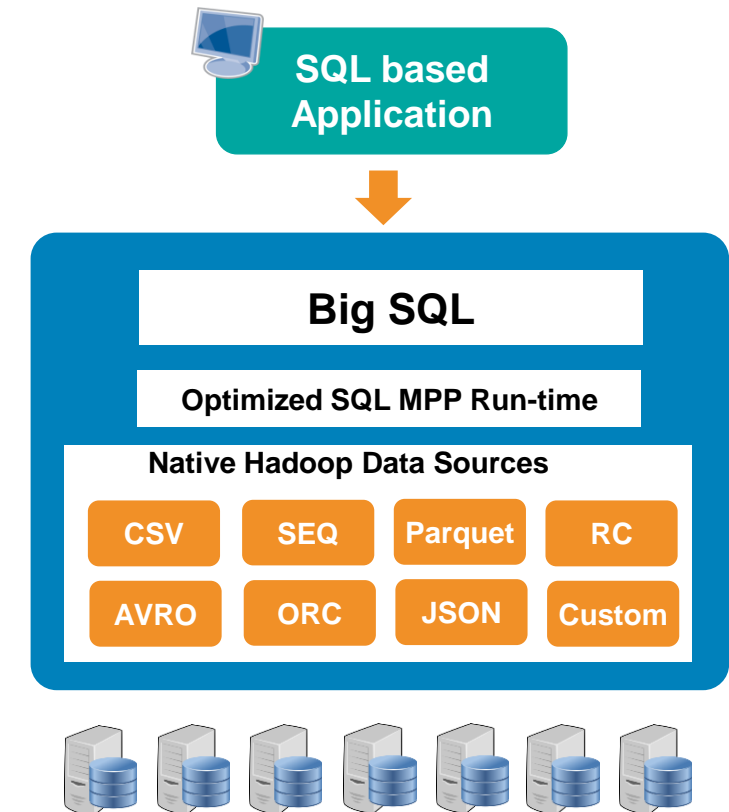 SQL based
Application
Big SQL
Optimized SQL MPP Run-time
Native Hadoop Data Sources
CSV SEQ Parquet RC
AVRO ORC JSON Custom